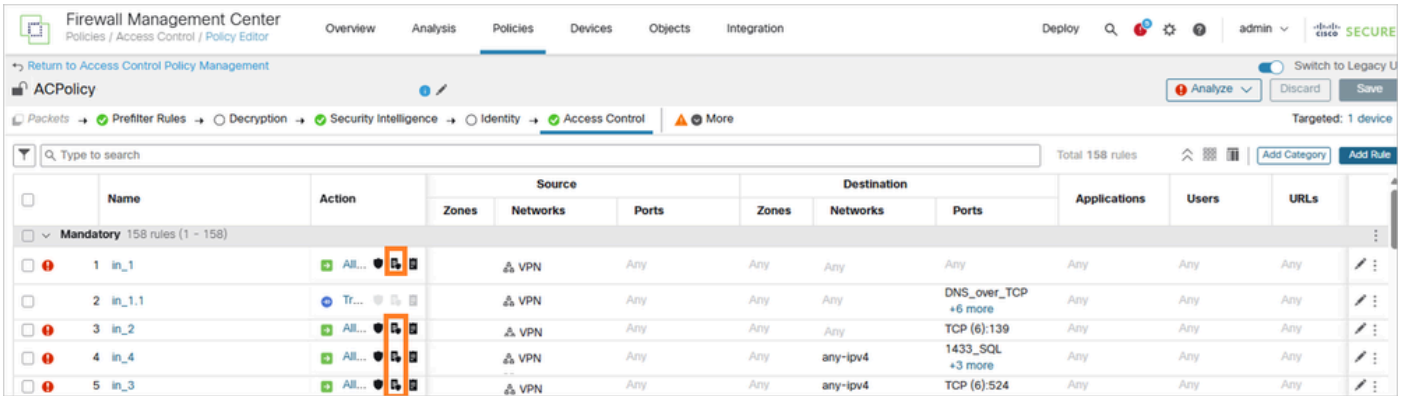 Firewall Management Center
Policies / Access Control / Policy Editor
Overview Analysis Policies Devices Objects Integration Deploy admin CISCO SECURE
Return to Access Control Policy Management Switch to Legacy U
ACPolicy Analyze Discard Save
Packets → Prefilter Rules → Decryption → Security Intelligence → Identity → Access Control More Targeted: 1 device
Type to search Total 158 rules Add Category Add Rule
Name Action Source Destination Applications Users URLs
Zones Networks Ports Zones Networks Ports
Mandatory 158 rules (1 - 158)
1 in_1 All... VPN Any Any Any Any Any Any Any
2 in_1.1 Tr... VPN Any Any Any DNS_over_TCP +6 more Any Any Any
3 in_2 All... VPN Any Any Any TCP (6):139 Any Any Any
4 in_4 All... VPN Any Any any-ipv4 1433_SQL +3 more Any Any Any
5 in_3 All... VPN Any Any any-ipv4 TCP (6):524 Any Any Any